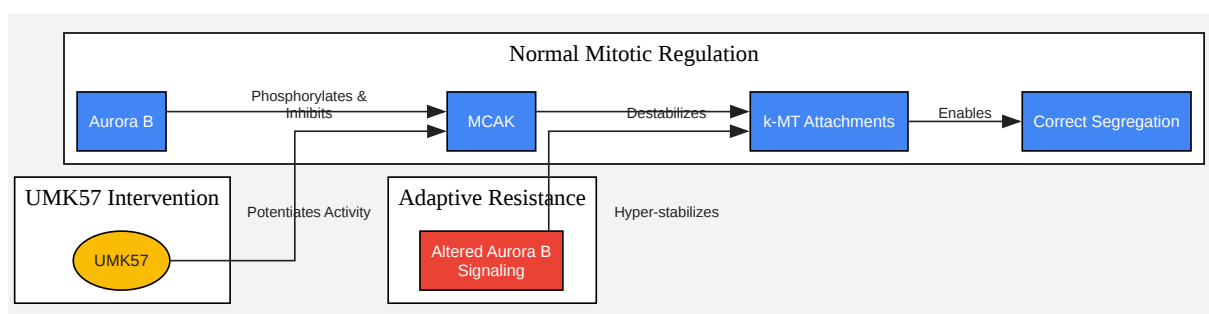 Normal Mitotic Regulation
Aurora B
Phosphorylates &
Inhibits
MCAK
Destabilizes
k-MT Attachments
Enables
Correct Segregation
UMK57 Intervention
UMK57
Potentiates Activity
Adaptive Resistance
Altered Aurora B
Signaling
Hyper-stabilizes